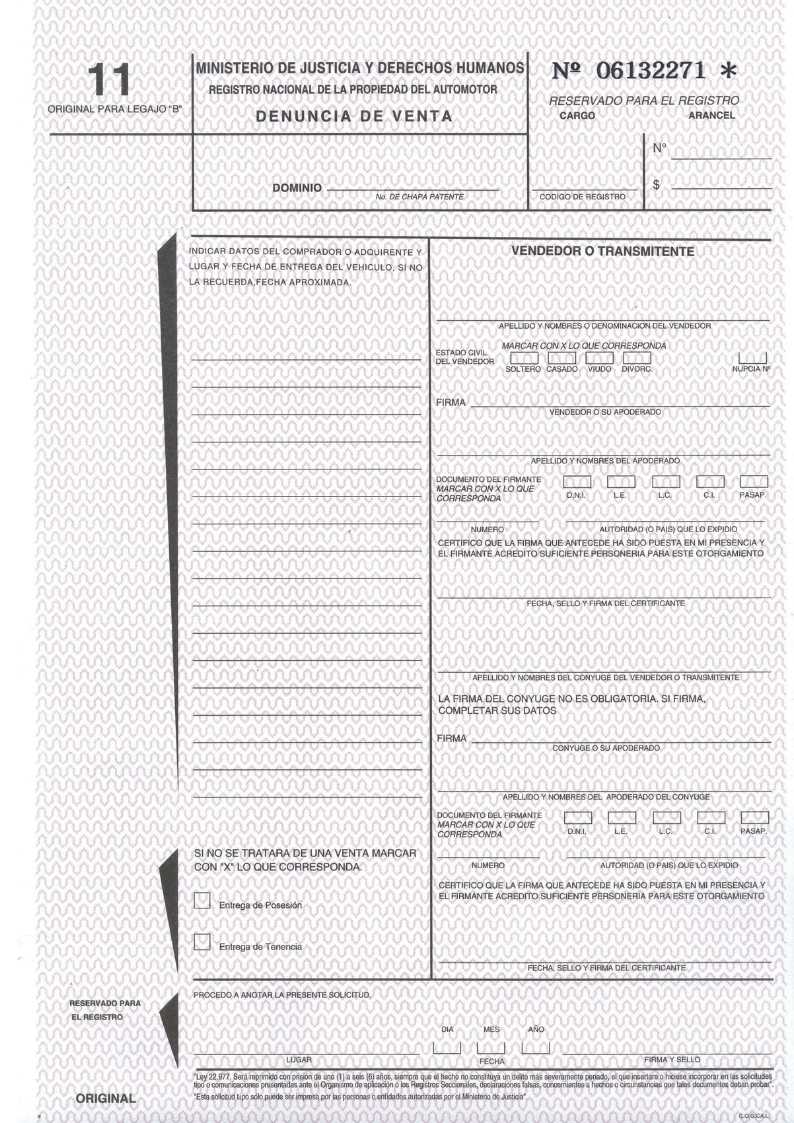 11
ORIGINAL PARA LEGAJO "B"
MINISTERIO DE JUSTICIA Y DERECHOS HUMANOS
REGISTRO NACIONAL DE LA PROPIEDAD DEL AUTOMOTOR
DENUNCIA DE VENTA
Nº 06132271 *
RESERVADO PARA EL REGISTRO
CARGO ARANCEL
Nº
$
DOMINIO
No. DE CHAPA PATENTE
CODIGO DE REGISTRO
INDICAR DATOS DEL COMPRADOR O ADQUIRENTE Y
LUGAR Y FECHA DE ENTREGA DEL VEHICULO, SI NO
LA RECUERDA,FECHA APROXIMADA.
SI NO SE TRATARA DE UNA VENTA MARCAR
CON "X" LO QUE CORRESPONDA.
Entrega de Posesión
Entrega de Tenencia
VENDEDOR O TRANSMITENTE
APELLIDO Y NOMBRES O DENOMINACION DEL VENDEDOR
MARCAR CON X LO QUE CORRESPONDA
ESTADO CIVIL
DEL VENDEDOR
SOLTERO CASADO VIUDO DIVORC. NUPCIA Nº
FIRMA
VENDEDOR O SU APODERADO
APELLIDO Y NOMBRES DEL APODERADO
DOCUMENTO DEL FIRMANTE
MARCAR CON X LO QUE
CORRESPONDA
D.N.I. L.E. L.C. C.I. PASAP.
NUMERO AUTORIDAD (O PAIS) QUE LO EXPIDIO
CERTIFICO QUE LA FIRMA QUE ANTECEDE HA SIDO PUESTA EN MI PRESENCIA Y
EL FIRMANTE ACREDITO SUFICIENTE PERSONERIA PARA ESTE OTORGAMIENTO
FECHA, SELLO Y FIRMA DEL CERTIFICANTE
APELLIDO Y NOMBRES DEL CONYUGE DEL VENDEDOR O TRANSMITENTE
LA FIRMA DEL CONYUGE NO ES OBLIGATORIA. SI FIRMA,
COMPLETAR SUS DATOS
FIRMA
CONYUGE O SU APODERADO
APELLIDO Y NOMBRES DEL APODERADO DEL CONYUGE
DOCUMENTO DEL FIRMANTE
MARCAR CON X LO QUE
CORRESPONDA
D.N.I. L.E. L.C. C.I. PASAP.
NUMERO AUTORIDAD (O PAIS) QUE LO EXPIDIO
CERTIFICO QUE LA FIRMA QUE ANTECEDE HA SIDO PUESTA EN MI PRESENCIA Y
EL FIRMANTE ACREDITO SUFICIENTE PERSONERIA PARA ESTE OTORGAMIENTO
FECHA, SELLO Y FIRMA DEL CERTIFICANTE
RESERVADO PARA
EL REGISTRO
PROCEDO A ANOTAR LA PRESENTE SOLICITUD.
DIA MES AÑO
LUGAR FECHA FIRMA Y SELLO
"Ley 22.977. Será reprimido con prisión de uno (1) a seis (6) años, siempre que el hecho no constituya un delito más severamente penado, el que insertare o hiciese incorporar en las solicitudes
tipo o comunicaciones presentadas ante el Organismo de aplicación o los Registros Seccionales, declaraciones falsas, concernientes a hechos o circunstancias que tales documentos deban probar".
"Esta solicitud tipo sólo puede ser impresa por las personas o entidades autorizadas por el Ministerio de Justicia"
ORIGINAL